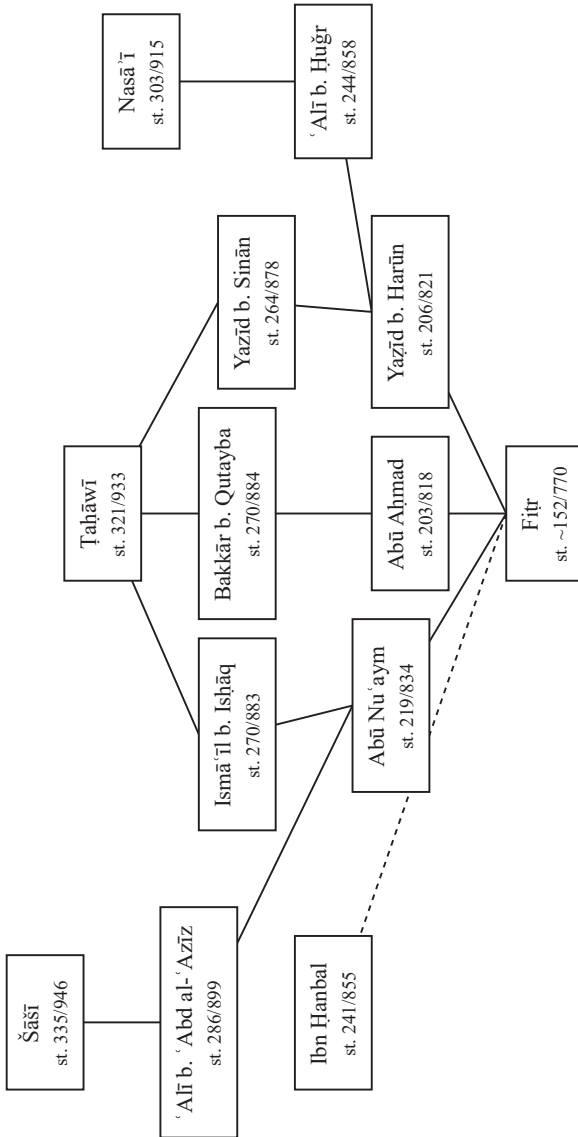 Šāšī
st. 335/946
ʿAlī b. ʿAbd al-ʿAzīz
st. 286/899
Ibn Ḥanbal
st. 241/855
Ṭaḥāwī
st. 321/933
Ismāʿīl b. Isḥāq
st. 270/883
Abū Nuʿaym
st. 219/834
Bakkār b. Qutayba
st. 270/884
Abū Aḥmad
st. 203/818
Fiṭr
st. ~152/770
Yazīd b. Sinān
st. 264/878
Yaẓīd b. Harūn
st. 206/821
Nasāʾī
st. 303/915
ʿAlī b. Ḥuǧr
st. 244/858